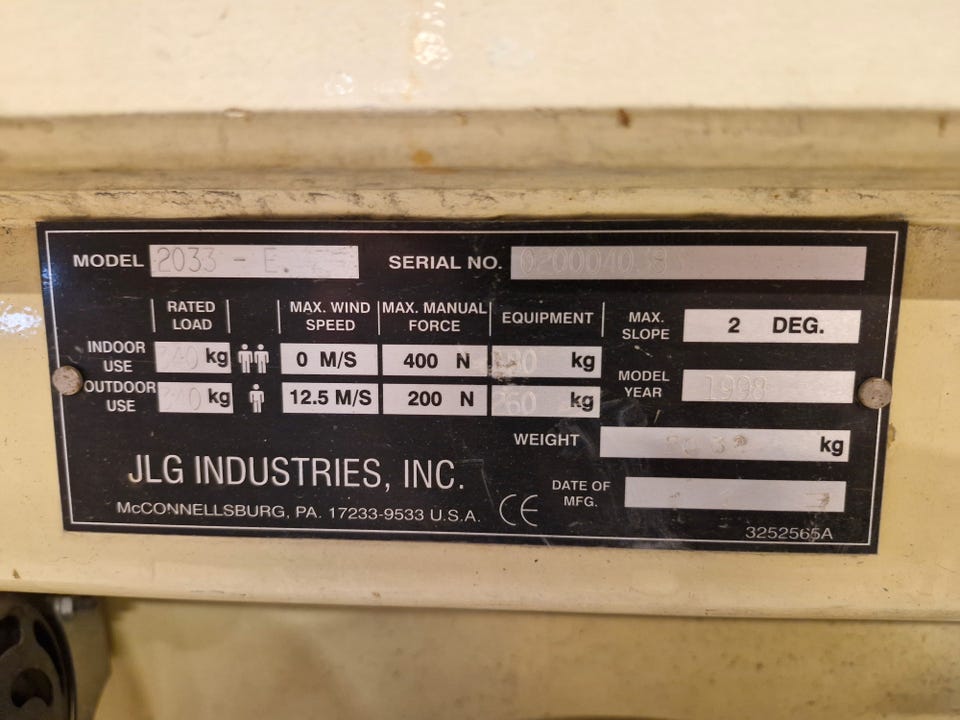 MODEL 2033 - E. SERIAL NO.
RATED LOAD MAX. WIND SPEED MAX. MANUAL FORCE EQUIPMENT MAX. SLOPE 2 DEG.
INDOOR USE kg 0 M/S 400 N kg
OUTDOOR USE kg 12.5 M/S 200 N 260 kg
MODEL YEAR 1998
WEIGHT kg
JLG INDUSTRIES, INC.
McCONNELLSBURG, PA. 17233-9533 U.S.A. CE
DATE OF MFG.
3252565A